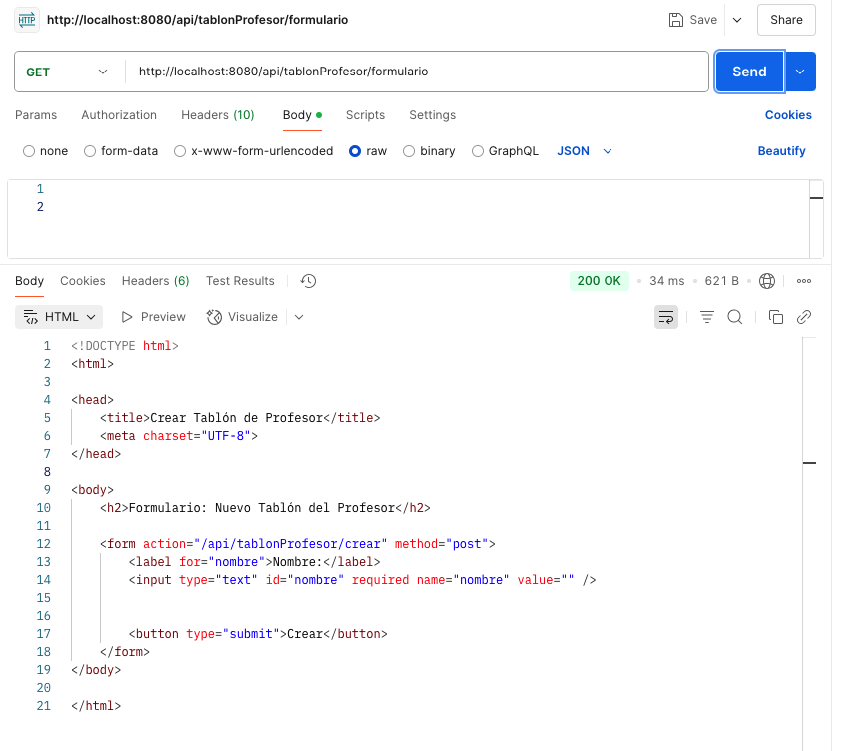 HTTP http://localhost:8080/api/tablonProfesor/formulario Save Share
GET http://localhost:8080/api/tablonProfesor/formulario Send
Params Authorization Headers (10) Body Scripts Settings Cookies
none form-data x-www-form-urlencoded raw binary GraphQL JSON Beautify
1
2
Body Cookies Headers (6) Test Results 200 OK • 34 ms • 621 B •
HTML Preview Visualize
1 <!DOCTYPE html>
2 <html>
3
4 <head>
5 <title>Crear Tablón de Profesor</title>
6 <meta charset="UTF-8">
7 </head>
8
9 <body>
10 <h2>Formulario: Nuevo Tablón del Profesor</h2>
11
12 <form action="/api/tablonProfesor/crear" method="post">
13 <label for="nombre">Nombre:</label>
14 <input type="text" id="nombre" required name="nombre" value="" />
15
16
17 <button type="submit">Crear</button>
18 </form>
19 </body>
20
21 </html>